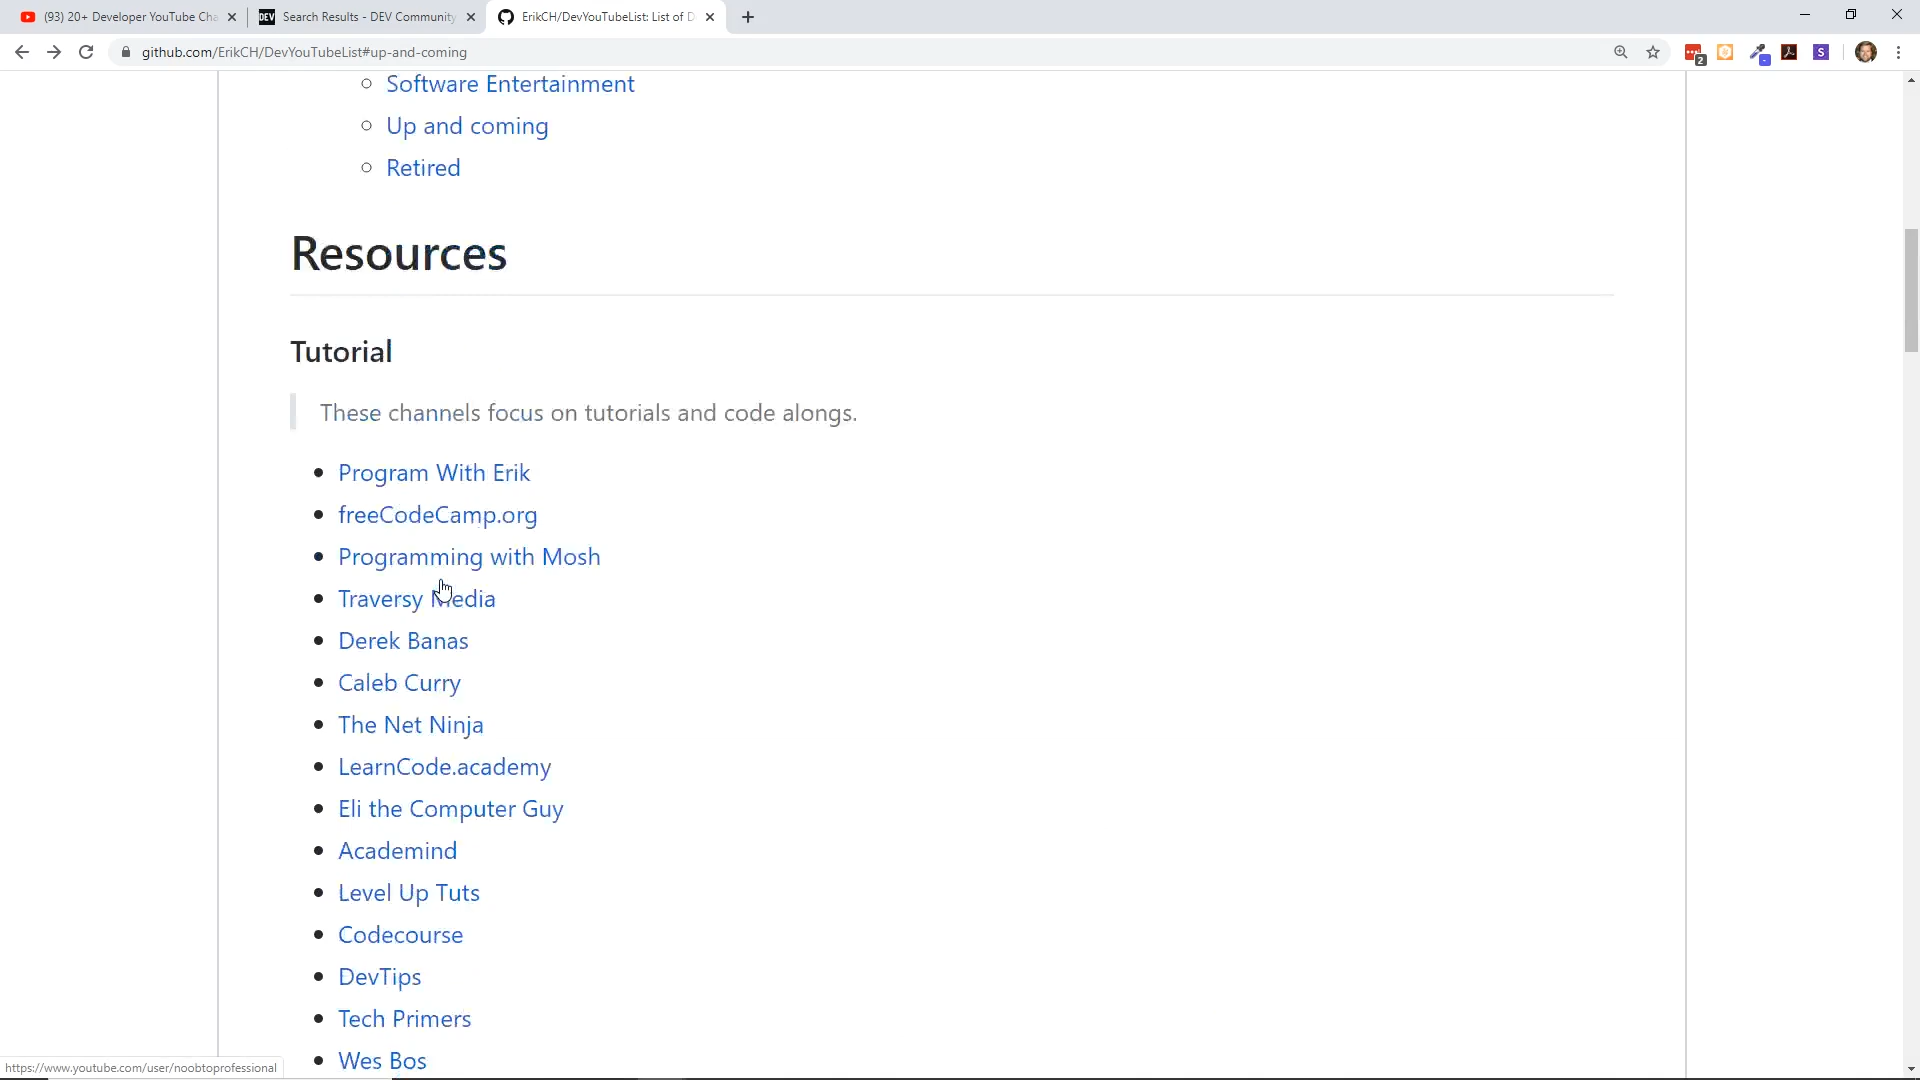 (93) 20+ Developer YouTube Cha
DEV
Search Results - DEV Community
ErikCH/DevYouTubeList: List of D
github.com/ErikCH/DevYouTubeList#up-and-coming
2
S
Software Entertainment
Up and coming
Retired
Resources
Tutorial
These channels focus on tutorials and code alongs.
Program With Erik
freeCodeCamp.org
Programming with Mosh
Traversy Media
Derek Banas
Caleb Curry
The Net Ninja
LearnCode.academy
Eli the Computer Guy
Academind
Level Up Tuts
Codecourse
DevTips
Tech Primers
Wes Bos
https://www.youtube.com/user/noobtoprofessional